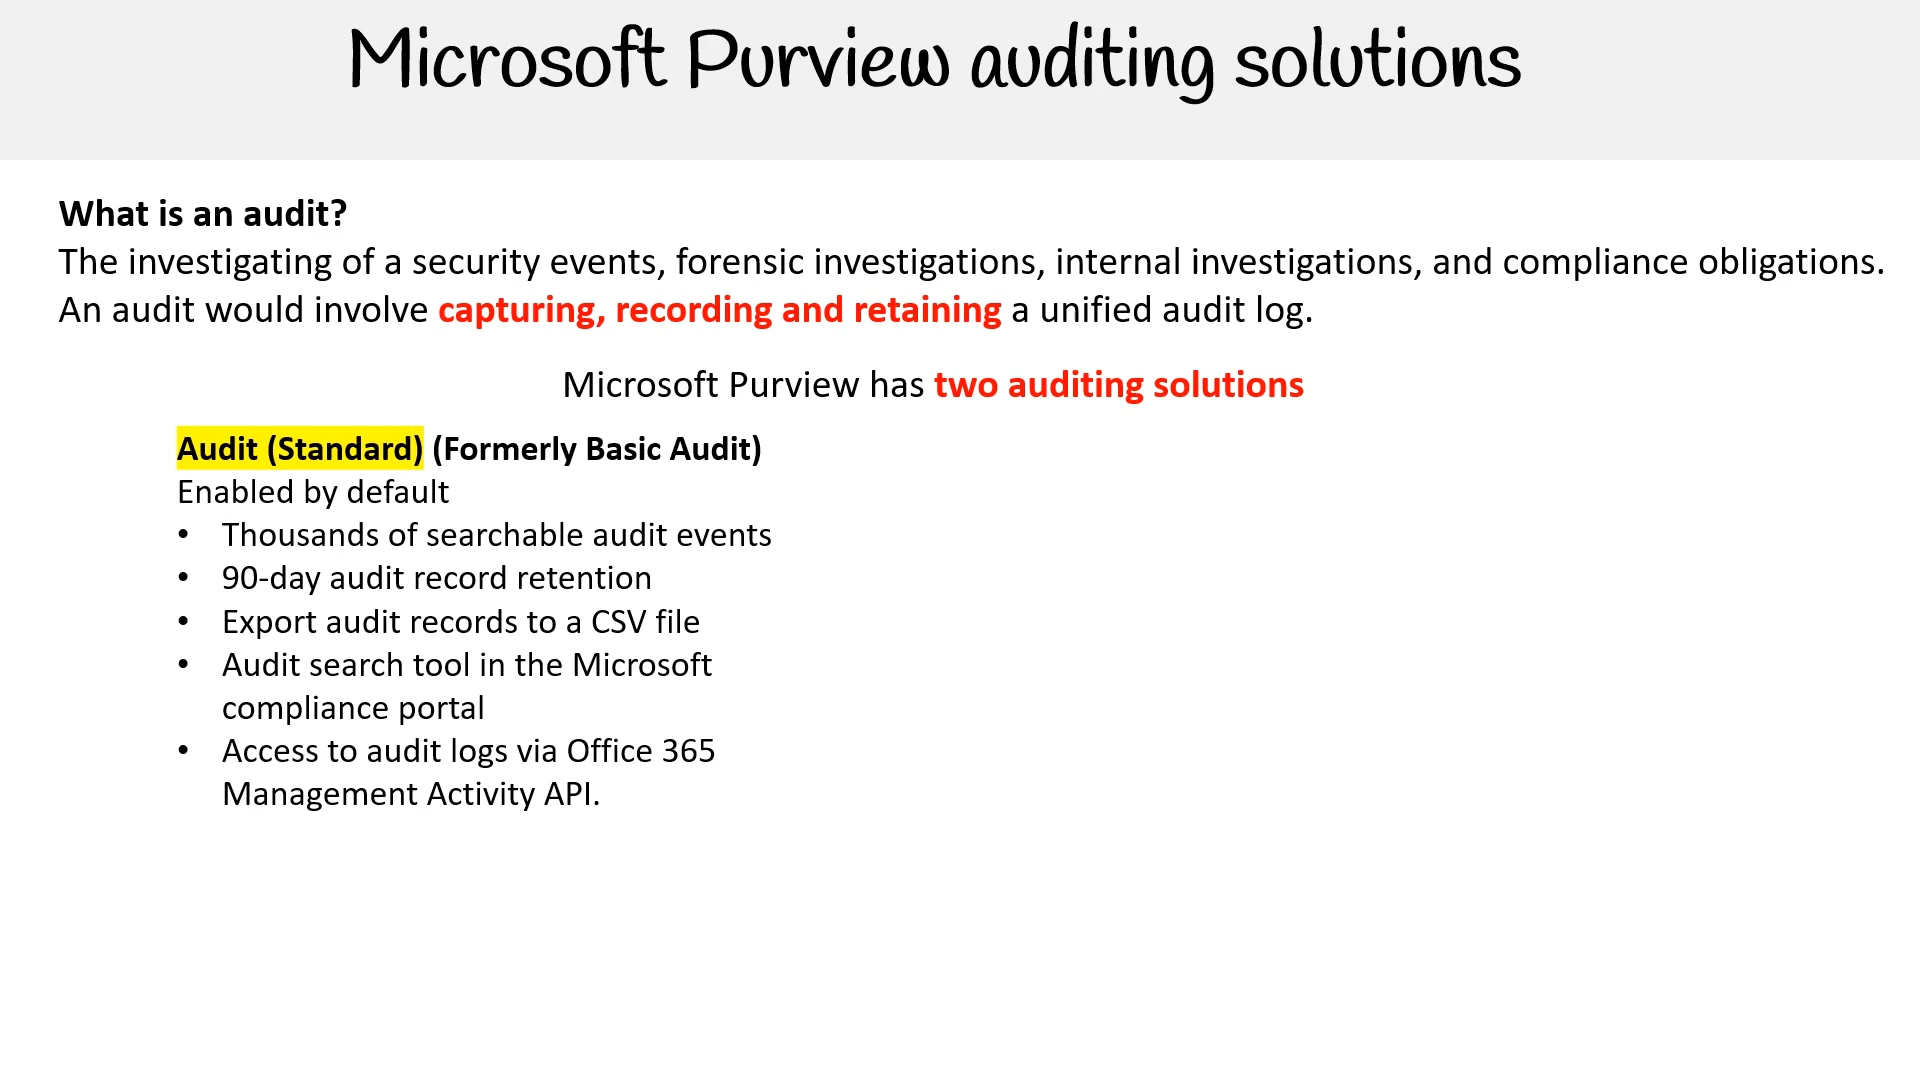 Microsoft Purview auditing solutions
What is an audit?
The investigating of a security events, forensic investigations, internal investigations, and compliance obligations.
An audit would involve capturing, recording and retaining a unified audit log.
Microsoft Purview has two auditing solutions
Audit (Standard) (Formerly Basic Audit)
Enabled by default
• Thousands of searchable audit events
• 90-day audit record retention
• Export audit records to a CSV file
• Audit search tool in the Microsoft
compliance portal
• Access to audit logs via Office 365
Management Activity API.